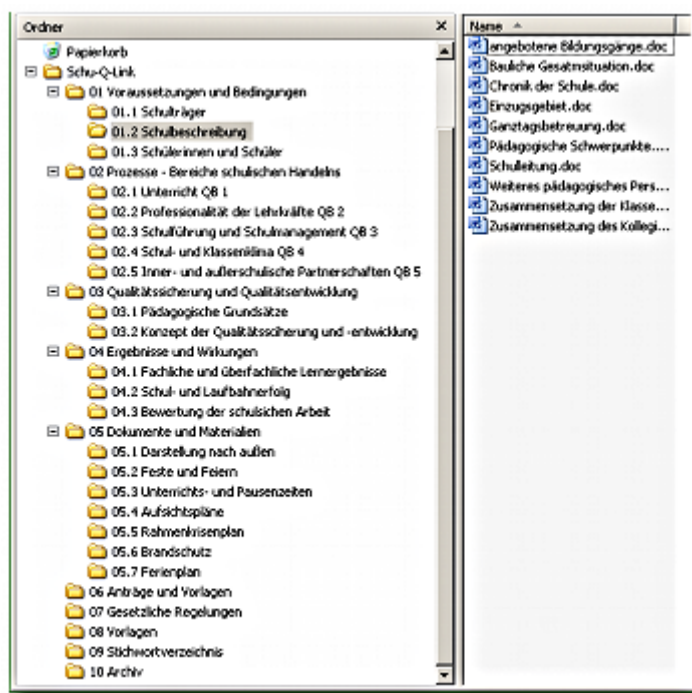 Ordner
Papierkorb
Schu-Q-Link
01 Voraussetzungen und Bedingungen
01.1 Schulträger
01.2 Schulbeschreibung
01.3 Schülerinnen und Schüler
02 Prozesse - Bereiche schulischen Handelns
02.1 Unterricht QB 1
02.2 Professionalität der Lehrkräfte QB 2
02.3 Schulführung und Schulmanagement QB 3
02.4 Schul- und Klassenklima QB 4
02.5 Inner- und außerschulische Partnerschaften QB 5
03 Qualitätssicherung und Qualitätsentwicklung
03.1 Pädagogische Grundsätze
03.2 Konzept der Qualitätssciherung und -entwicklung
04 Ergebnisse und Wirkungen
04.1 Fachliche und überfachliche Lernergebnisse
04.2 Schul- und Laufbahnerfolg
04.3 Bewertung der schulsichen Arbeit
05 Dokumente und Materialien
05.1 Darstellung nach außen
05.2 Feste und Feiern
05.3 Unterrichts- und Pausenzeiten
05.4 Aufsichtspläne
05.5 Rahmenkrisenplan
05.6 Brandschutz
05.7 Ferienplan
06 Anträge und Vorlagen
07 Gesetzliche Regelungen
08 Vorlagen
09 Stichwortverzeichnis
10 Archiv
Name
angebotene Bildungsgänge.doc
Bauliche Gesatmsituation.doc
Chronik der Schule.doc
Einzugsgebiet.doc
Ganztagsbetreuung.doc
Pädagogische Schwerpunkte....
Schulleitung.doc
Weiteres pädagogisches Pers...
Zusammensetzung der Klasse...
Zusammensetzung des Kollegi...